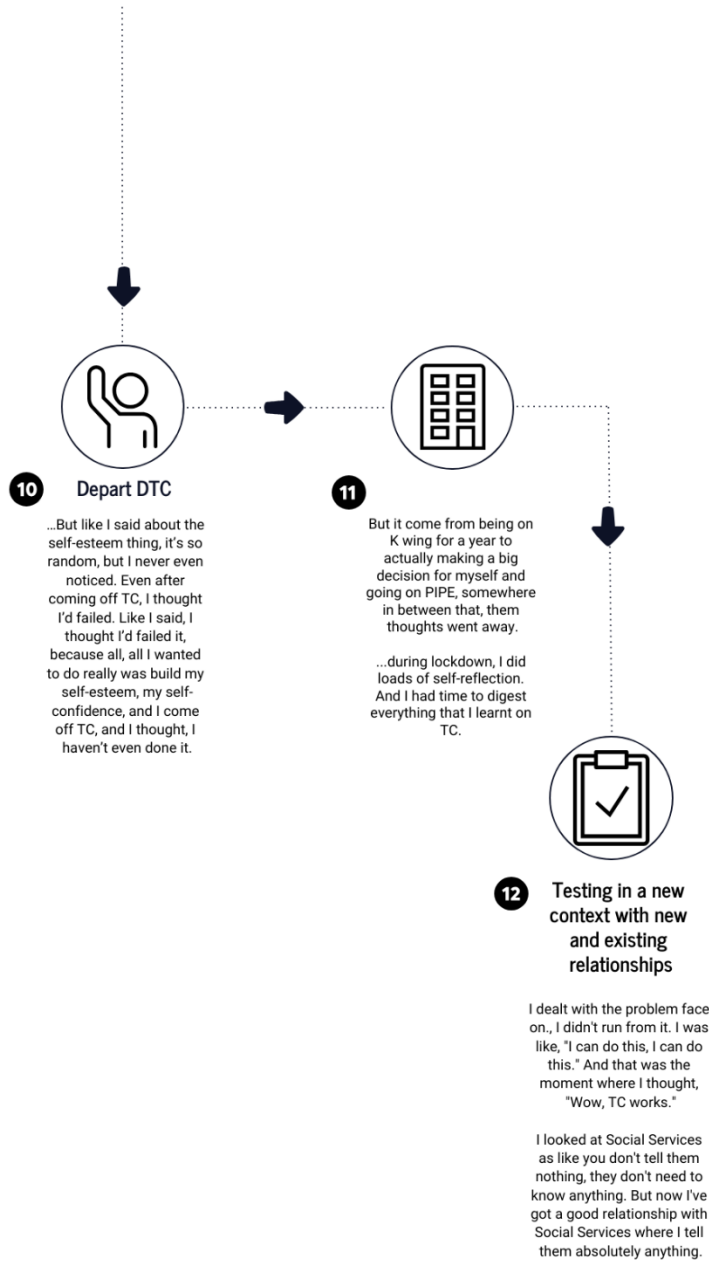 10
Depart DTC
...But like I said about the
self-esteem thing, it's so
random, but I never even
noticed. Even after
coming off TC, I thought
I'd failed. Like I said, I
thought I'd failed it,
because all, all I wanted
to do really was build my
self-esteem, my self-
confidence, and I come
off TC, and I thought, I
haven't even done it.
11
But it come from being on
K wing for a year to
actually making a big
decision for myself and
going on PIPE, somewhere
in between that, them
thoughts went away.
...during lockdown, I did
loads of self-reflection.
And I had time to digest
everything that I learnt on
TC.
12
Testing in a new
context with new
and existing
relationships
I dealt with the problem face
on., I didn't run from it. I was
like, "I can do this, I can do
this." And that was the
moment where I thought,
"Wow, TC works."
I looked at Social Services
as like you don't tell them
nothing, they don't need to
know anything. But now I've
got a good relationship with
Social Services where I tell
them absolutely anything.